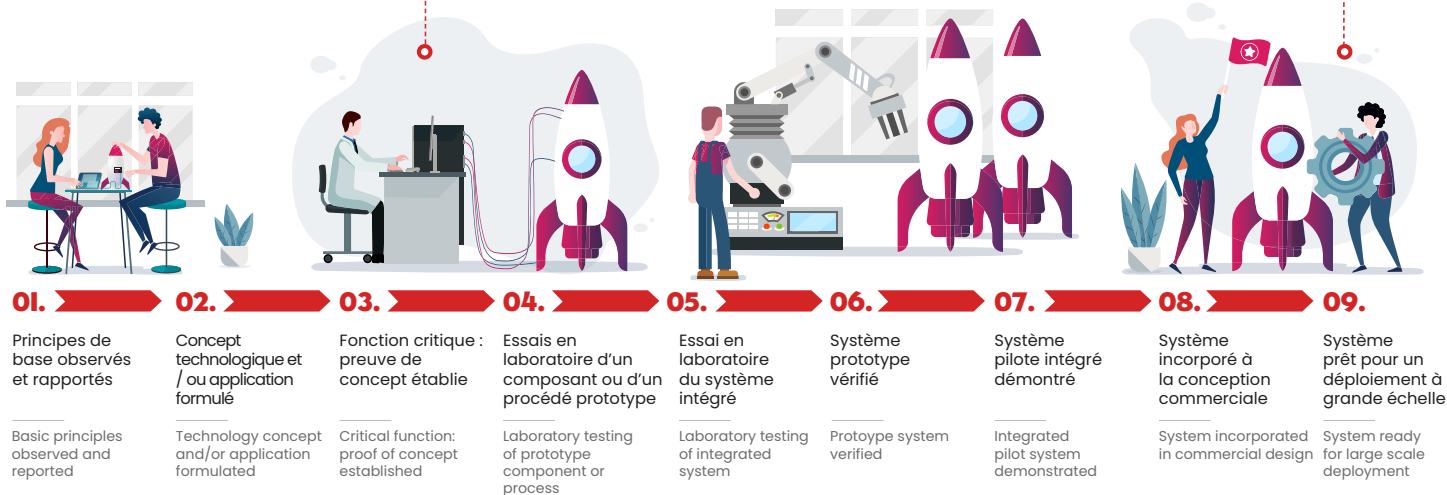 01.
Principes de
base observés
et rapportés
Basic principles
observed and
reported
02.
Concept
technologique et
/ ou application
formulé
Technology concept
and/or application
formulated
03.
Fonction critique :
preuve de
concept établie
Critical function:
proof of concept
established
04.
Essais en
laboratoire d’un
composant ou d’un
procédé prototype
Laboratory testing
of prototype
component or
process
05.
Essai en
laboratoire
du système
intégré
Laboratory testing
of integrated
system
06.
Système
prototype
vérifié
Protoype system
verified
07.
Système
pilote intégré
démontré
Integrated
pilot system
demonstrated
08.
Système
incorporé à
la conception
commerciale
System incorporated
in commercial design
09.
Système
prêt pour un
déploiement à
grande échelle
System ready
for large scale
deployment